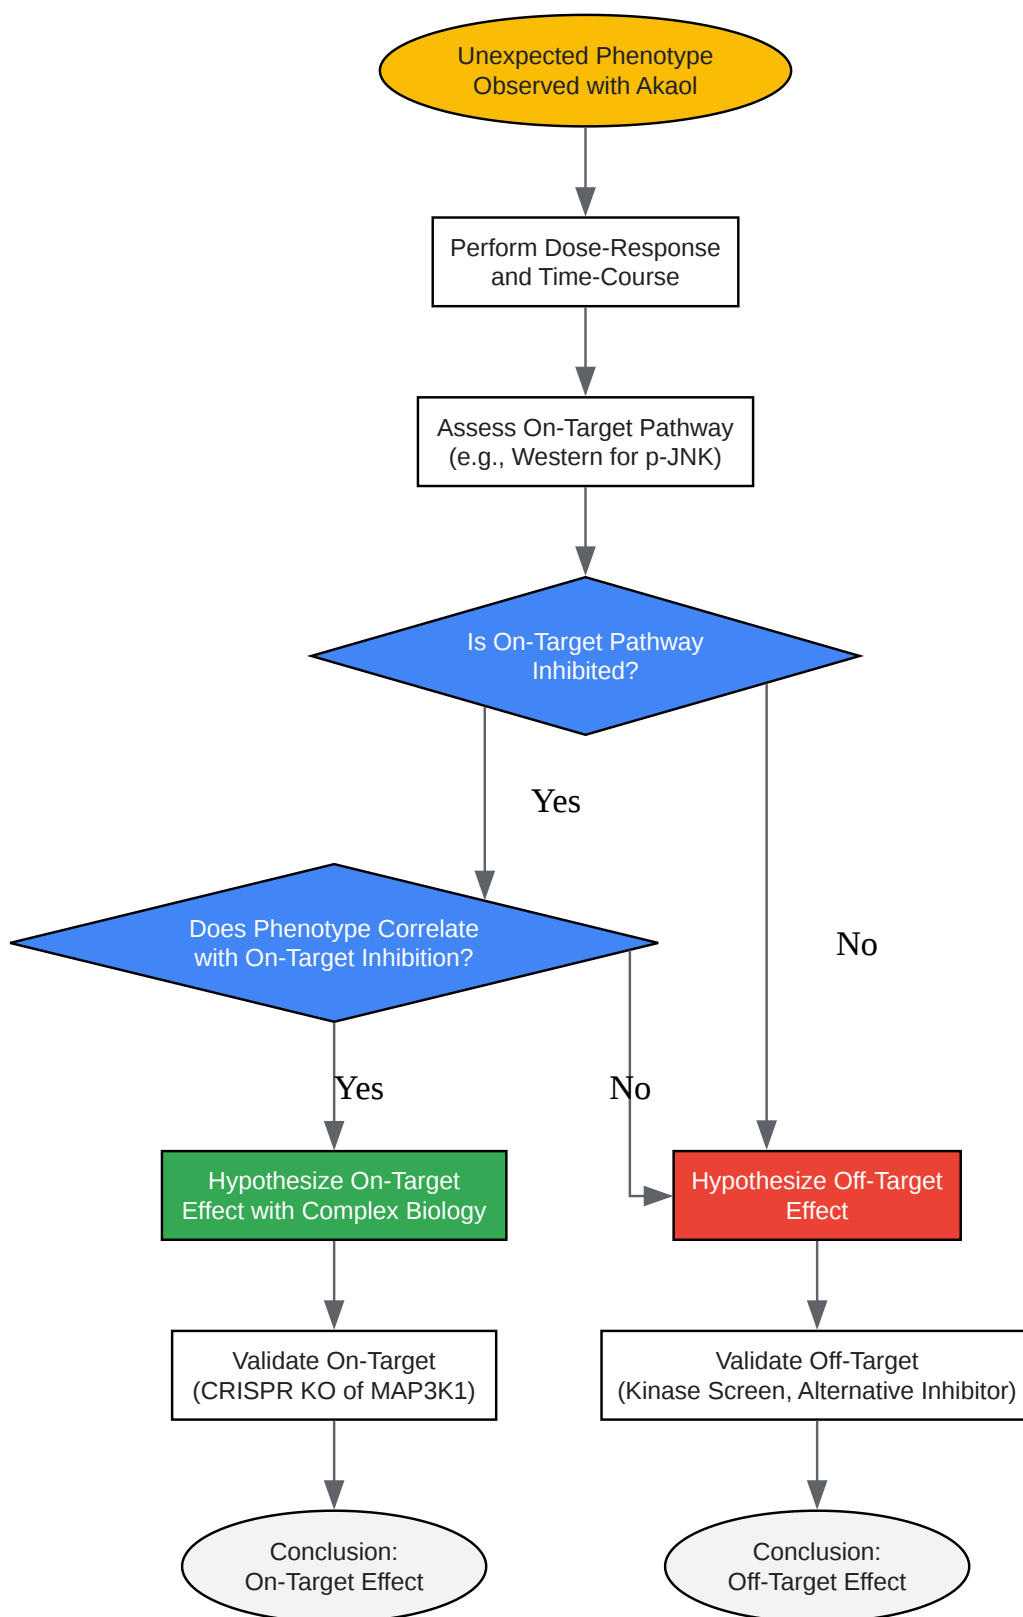 Unexpected Phenotype
Observed with Akaol
Perform Dose-Response
and Time-Course
Assess On-Target Pathway
(e.g., Western for p-JNK)
Is On-Target Pathway
Inhibited?
Yes
Does Phenotype Correlate
with On-Target Inhibition?
No
Yes
No
Hypothesize On-Target
Effect with Complex Biology
Hypothesize Off-Target
Effect
Validate On-Target
(CRISPR KO of MAP3K1)
Validate Off-Target
(Kinase Screen, Alternative Inhibitor)
Conclusion:
On-Target Effect
Conclusion:
Off-Target Effect